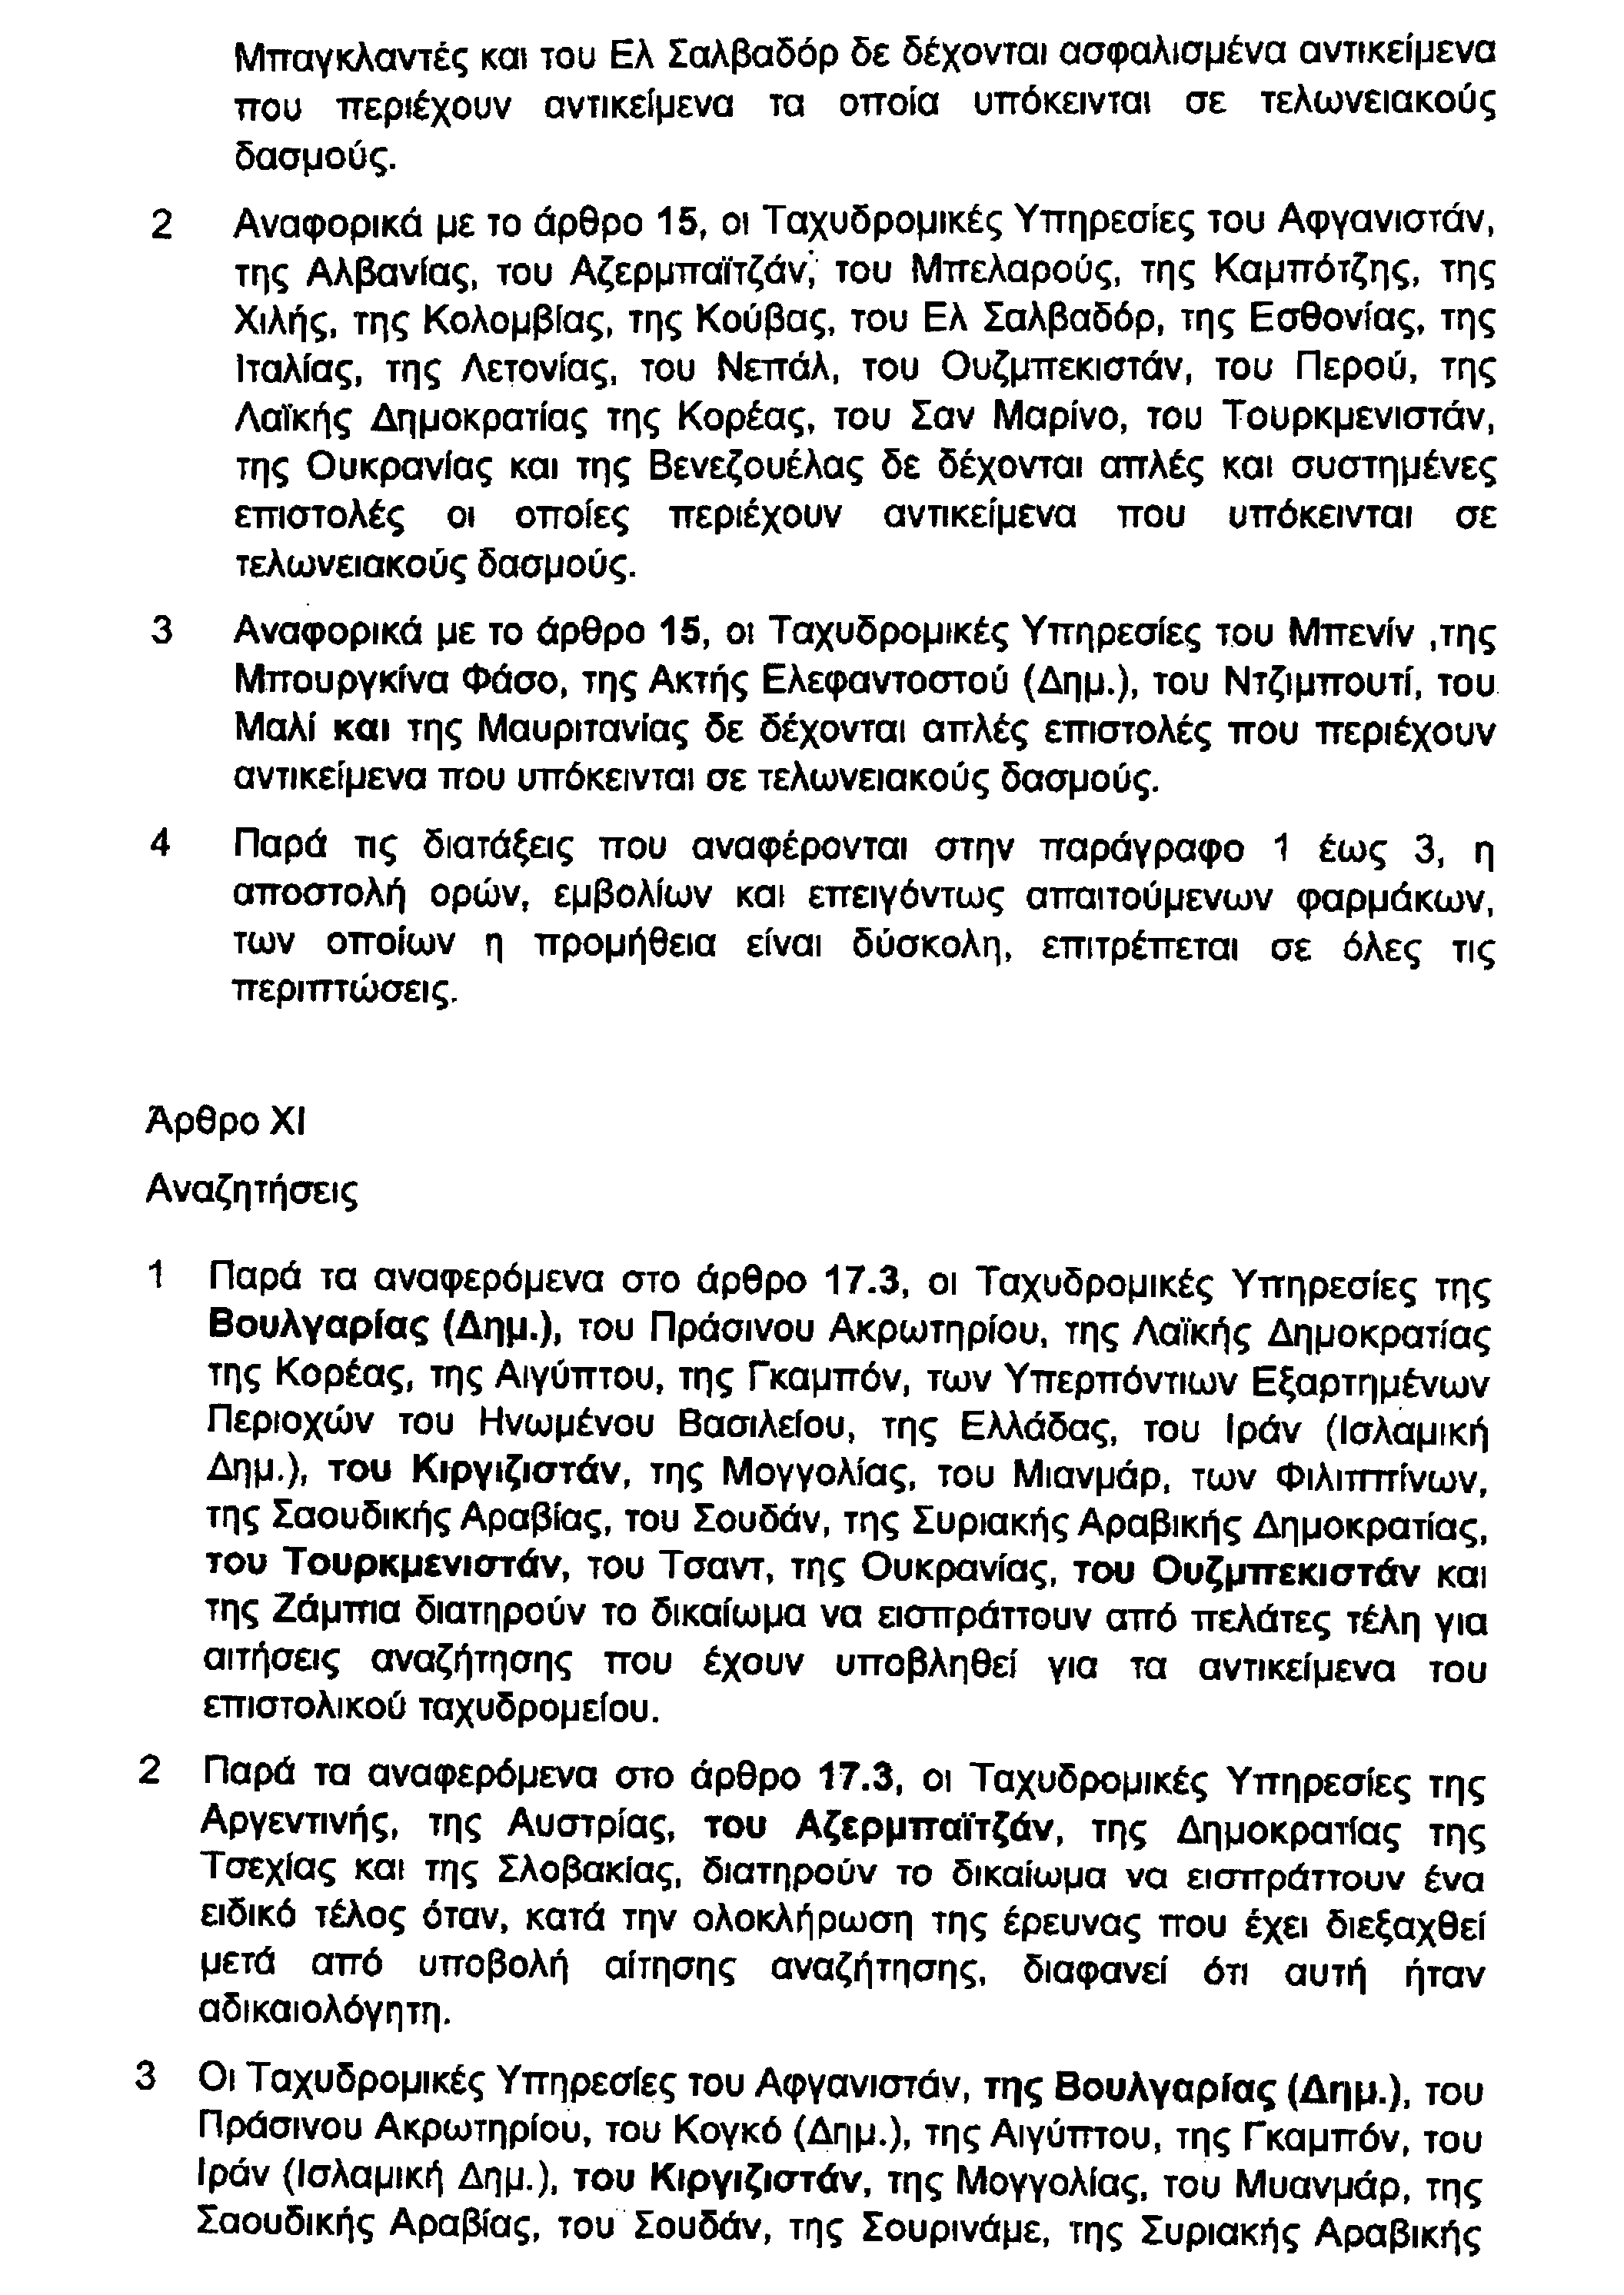 Μπαγκλαντές και του Ελ Σαλβαδόρ δε δέχονται ασφαλισμένα αντικείμενα
που περιέχουν αντικείμενα τα οποία υπόκεινται σε τελωνειακούς
δασμούς.
2 Αναφορικά με το άρθρο 15, οι Ταχυδρομικές Υπηρεσίες του Αφγανιστάν,
της Αλβανίας, του Αζερμπαϊτζάν, του Μπελαρούς, της Καμπότζης, της
Χιλής, της Κολομβίας, της Κούβας, του Ελ Σαλβαδόρ, της Εσθονίας, της
Ιταλίας, της Λετονίας, του Νεπάλ, του Ουζμπεκιστάν, του Περού, της
Λαϊκής Δημοκρατίας της Κορέας, του Σαν Μαρίνο, του Τουρκμενιστάν,
της Ουκρανίας και της Βενεζουέλας δε δέχονται απλές και συστημένες
επιστολές οι οποίες περιέχουν αντικείμενα που υπόκεινται σε
τελωνειακούς δασμούς.
3 Αναφορικά με το άρθρο 15, οι Ταχυδρομικές Υπηρεσίες του Μπενίν ,της
Μπουργκίνα Φάσο, της Ακτής Ελεφαντοστού (Δημ.), του Ντζιμπουτί, του
Μαλί και της Μαυριτανίας δε δέχονται απλές επιστολές που περιέχουν
αντικείμενα που υπόκεινται σε τελωνειακούς δασμούς.
4 Παρά τις διατάξεις που αναφέρονται στην παράγραφο 1 έως 3, η
αποστολή ορών, εμβολίων και επειγόντως απαιτούμενων φαρμάκων,
των οποίων η προμήθεια είναι δύσκολη, επιτρέπεται σε όλες τις
περιπτώσεις.
Άρθρο XI
Αναζητήσεις
1 Παρά τα αναφερόμενα στο άρθρο 17.3, οι Ταχυδρομικές Υπηρεσίες της
Βουλγαρίας (Δημ.), του Πράσινου Ακρωτηρίου, της Λαϊκής Δημοκρατίας
της Κορέας, της Αιγύπτου, της Γκαμπόν, των Υπερπόντιων Εξαρτημένων
Περιοχών του Ηνωμένου Βασιλείου, της Ελλάδας, του Ιράν (Ισλαμική
Δημ.), του Κιργιζιστάν, της Μογγολίας, του Μιανμάρ, των Φιλιππίνων,
της Σαουδικής Αραβίας, του Σουδάν, της Συριακής Αραβικής Δημοκρατίας,
του Τουρκμενιστάν, του Τσαντ, της Ουκρανίας, του Ουζμπεκιστάν και
της Ζάμπια διατηρούν το δικαίωμα να εισπράττουν από πελάτες τέλη για
αιτήσεις αναζήτησης που έχουν υποβληθεί για τα αντικείμενα του
επιστολικού ταχυδρομείου.
2 Παρά τα αναφερόμενα στο άρθρο 17.3, οι Ταχυδρομικές Υπηρεσίες της
Αργεντινής, της Αυστρίας, του Αζερμπαϊτζάν, της Δημοκρατίας της
Τσεχίας και της Σλοβακίας, διατηρούν το δικαίωμα να εισπράττουν ένα
ειδικό τέλος όταν, κατά την ολοκλήρωση της έρευνας που έχει διεξαχθεί
μετά από υποβολή αίτησης αναζήτησης, διαφανεί ότι αυτή ήταν
αδικαιολόγητη.
3 Οι Ταχυδρομικές Υπηρεσίες του Αφγανιστάν, της Βουλγαρίας (Δημ.), του
Πράσινου Ακρωτηρίου, του Κογκό (Δημ.), της Αιγύπτου, της Γκαμπόν, του
Ιράν (Ισλαμική Δημ.), του Κιργιζιστάν, της Μογγολίας, του Μυανμάρ, της
Σαουδικής Αραβίας, του Σουδάν, της Σουρινάμε, της Συριακής Αραβικής